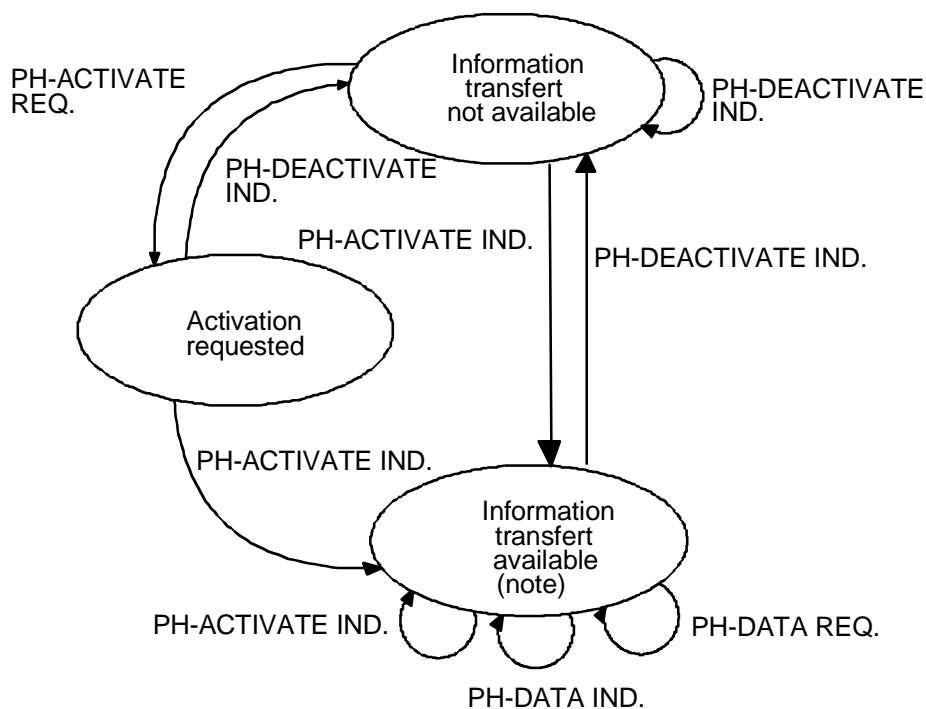 Information
transfert
not available
PH-ACTIVATE
REQ.
PH-DEACTIVATE
IND.
PH-DEACTIVATE
IND.
PH-ACTIVATE IND.
PH-DEACTIVATE IND.
Activation
requested
PH-ACTIVATE IND.
Information
transfert
available
(note)
PH-ACTIVATE IND.
PH-DATA REQ.
PH-DATA IND.